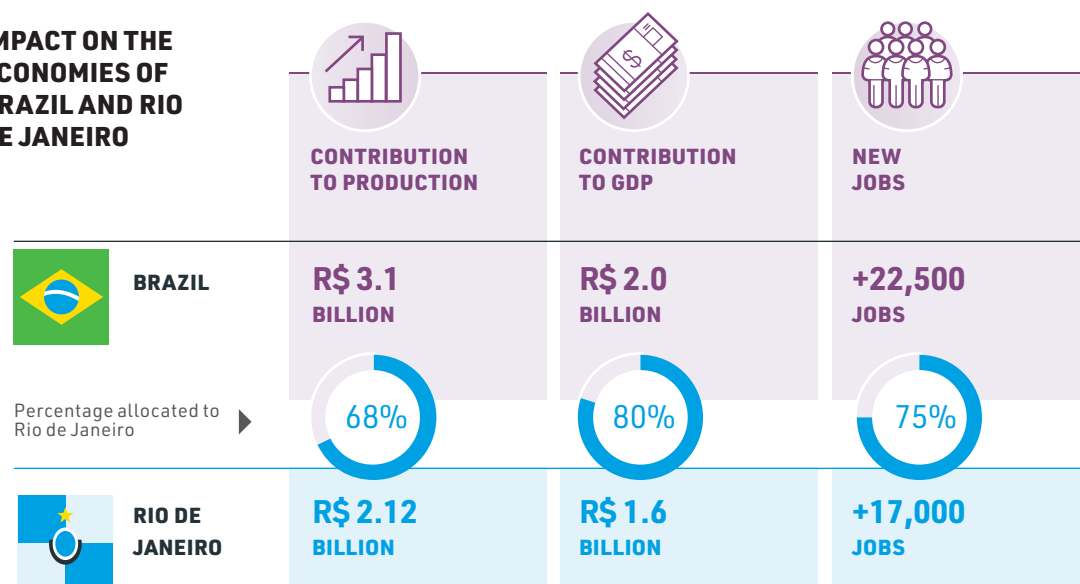 MPACT ON THE
CONOMIES OF
RAZIL AND RIO
E JANEIRO
CONTRIBUTION
TO PRODUCTION
CONTRIBUTION
TO GDP
NEW
JOBS
BRAZIL
R$ 3.1
BILLION
R$ 2.0
BILLION
+22,500
JOBS
Percentage allocated to
Rio de Janeiro
68%
80%
75%
RIO DE
JANEIRO
R$ 2.12
BILLION
R$ 1.6
BILLION
+17,000
JOBS